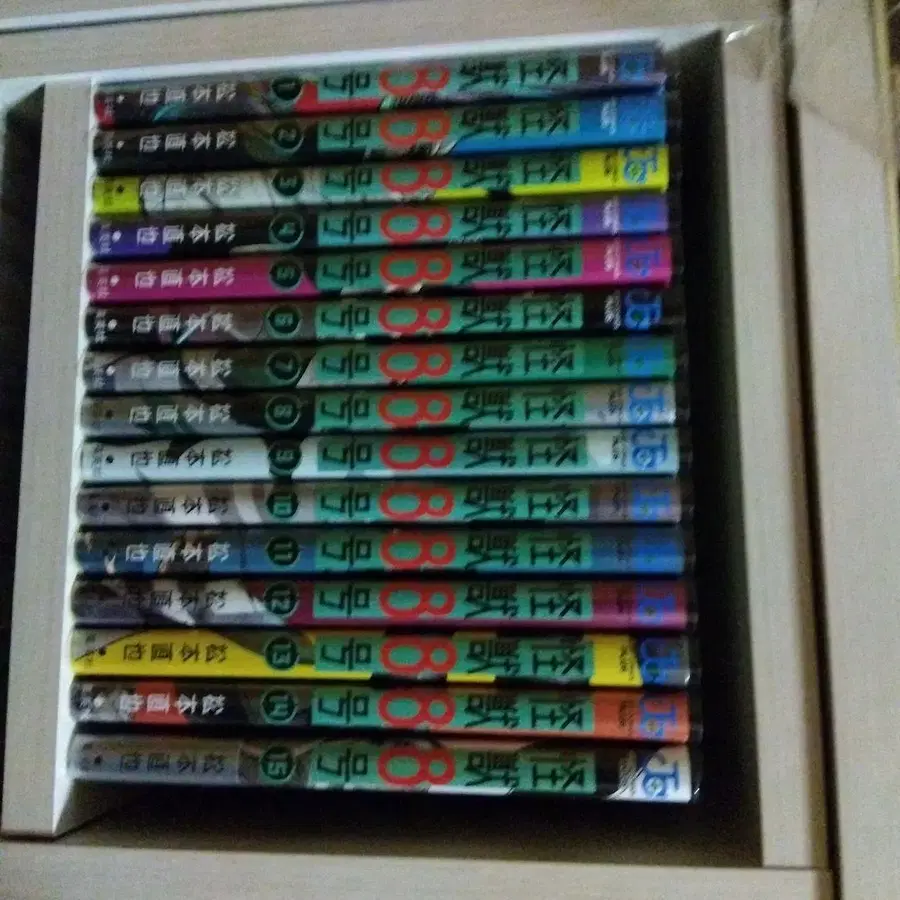 怪獣8号 1 松本直也
怪獣8号 2 松本直也
怪獣8号 3 松本直也
怪獣8号 4 松本直也
怪獣8号 5 松本直也
怪獣8号 6 松本直也
怪獣8号 7 松本直也
怪獣8号 8 松本直也
怪獣8号 9 松本直也
怪獣8号 10 松本直也
怪獣8号 11 松本直也
怪獣8号 12 松本直也
怪獣8号 13 松本直也
怪獣8号 14 松本直也
怪獣8号 15 松本直也